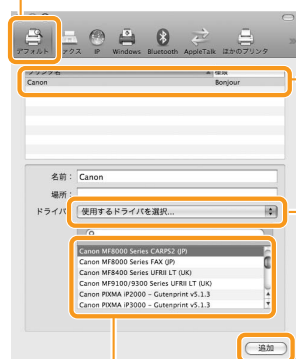 デフォルト ファクス IP Windows Bluetooth AppleTalk ほかのプリンタ
プリンタ名 種類
Canon Bonjour
名前： Canon
場所：
ドライバ 使用するドライバを選択...
Canon MF8000 Series CARPS2 (JP)
Canon MF8000 Series FAX (JP)
Canon MF8400 Series UFRII LT (UK)
Canon MF9100/9300 Series UFRII LT (UK)
Canon PIXMA iP2000 – Gutenprint v5.1.3
Canon PIXMA iP3000 – Gutenprint v5.1.3
追加